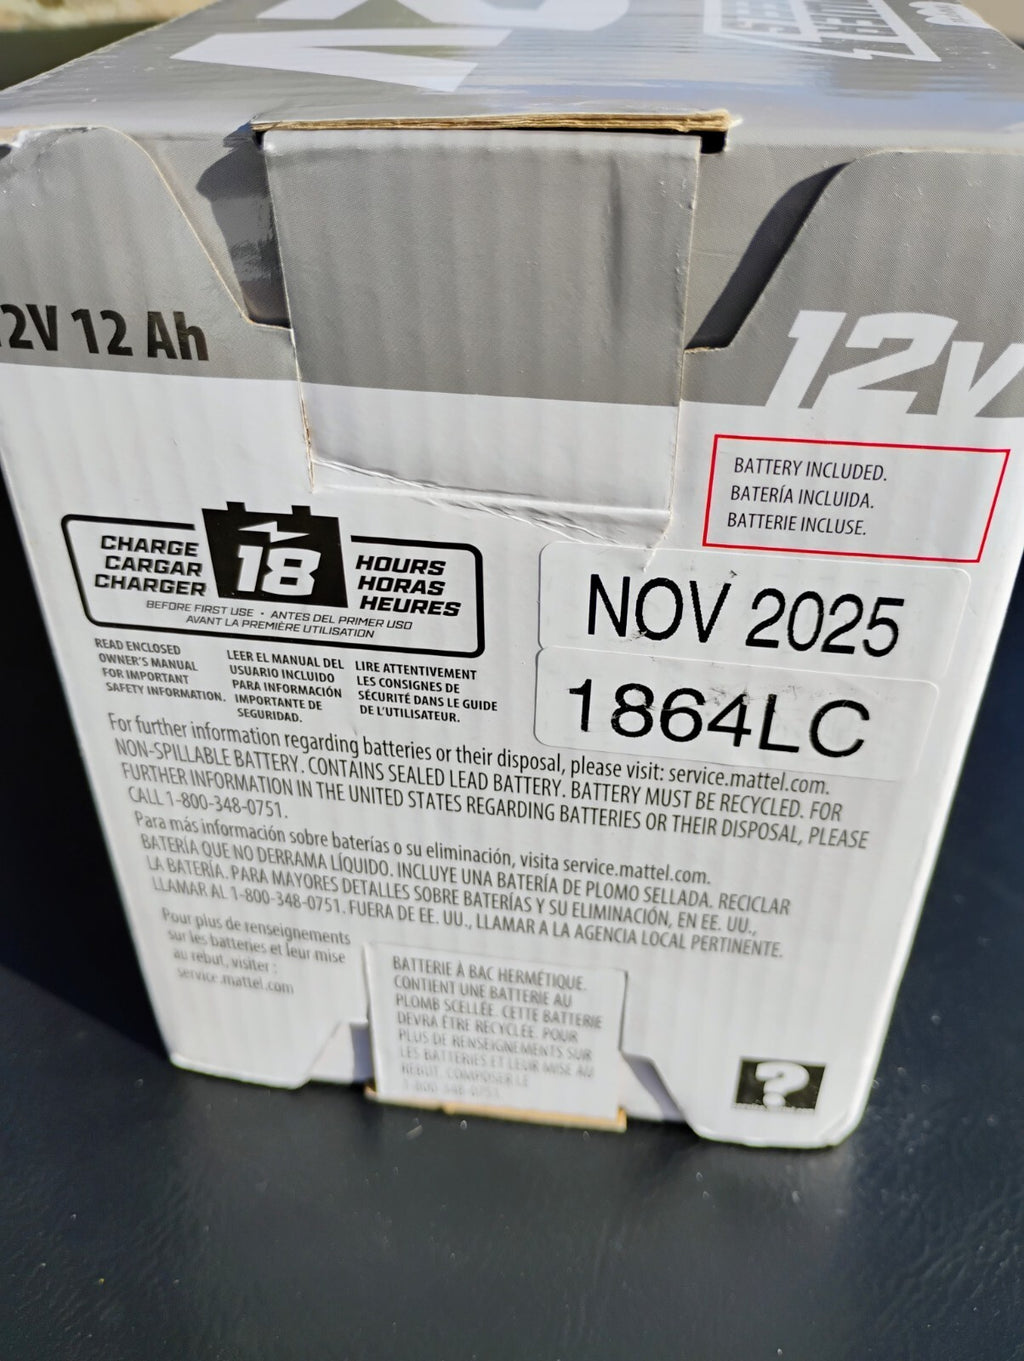 2V 12 Ah
12V
BATTERY INCLUDED.
BATERÍA INCLUIDA.
BATTERIE INCLUSE.
CHARGE
CARGAR
CHARGER
18
HOURS
HORAS
HEURES
BEFORE FIRST USE • ANTES DEL PRIMER USO
AVANT LA PREMIÈRE UTILISATION
NOV 2025
1864LC
READ ENCLOSED
OWNER'S MANUAL
FOR IMPORTANT
SAFETY INFORMATION.
LEER EL MANUAL DEL
USUARIO INCLUIDO
PARA INFORMACIÓN
IMPORTANTE DE
SEGURIDAD.
LIRE ATTENTIVEMENT
LES CONSIGNES DE
SÉCURITÉ DANS LE GUIDE
DE L'UTILISATEUR.
For further information regarding batteries or their disposal, please visit: service.mattel.com.
NON-SPILLABLE BATTERY. CONTAINS SEALED LEAD BATTERY. BATTERY MUST BE RECYCLED. FOR
FURTHER INFORMATION IN THE UNITED STATES REGARDING BATTERIES OR THEIR DISPOSAL, PLEASE
CALL 1-800-348-0751.
Para más información sobre baterías o su eliminación, visita service.mattel.com.
BATERÍA QUE NO DERRAMA LÍQUIDO. INCLUYE UNA BATERÍA DE PLOMO SELLADA. RECICLAR
LA BATERÍA. PARA MAYORES DETALLES SOBRE BATERÍAS Y SU ELIMINACIÓN, EN EE. UU.,
LLAMAR AL 1-800-348-0751. FUERA DE EE. UU., LLAMAR A LA AGENCIA LOCAL PERTINENTE.
Pour plus de renseignements
sur les batteries et leur mise
au rebut, visiter :
service.mattel.com
BATTERIE À BAC HERMÉTIQUE.
CONTIENT UNE BATTERIE AU
PLOMB SCELLÉE. CETTE BATTERIE
DEVRA ÊTRE RECYCLÉE. POUR
PLUS DE RENSEIGNEMENTS SUR
LES BATTERIES ET LEUR MISE AU
REBUT, COMPOSER LE
1-800-348-0751.
?